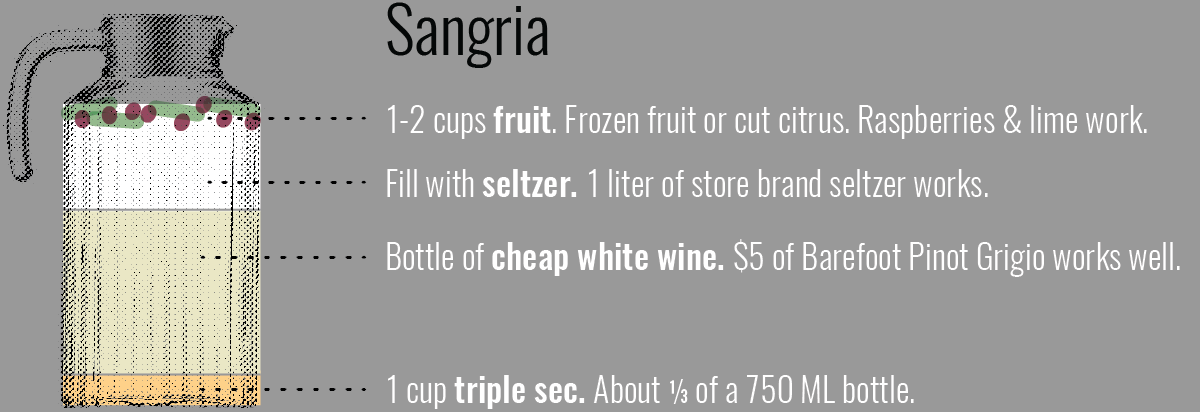 Sangria
1-2 cups fruit. Frozen fruit or cut citrus. Raspberries & lime work.
Fill with seltzer. 1 liter of store brand seltzer works.
Bottle of cheap white wine. $5 of Barefoot Pinot Grigio works well.
1 cup triple sec. About ⅓ of a 750 ML bottle.